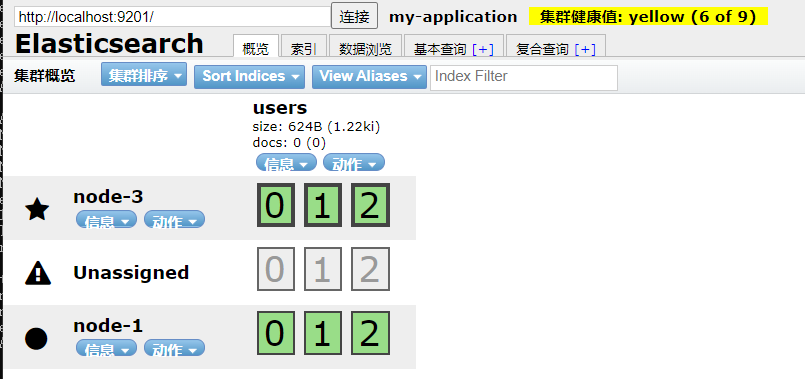 http://localhost:9201/ 连接 my-application 集群健康值: yellow (6 of 9)
Elasticsearch 概览 索引 数据浏览 基本查询 [+] 复合查询 [+]
集群概览 集群排序 Sort Indices View Aliases Index Filter
users
size: 624B (1.22ki)
docs: 0 (0)
信息 动作
node-3 0 1 2
信息 动作
Unassigned 0 1 2
node-1 0 1 2
信息 动作